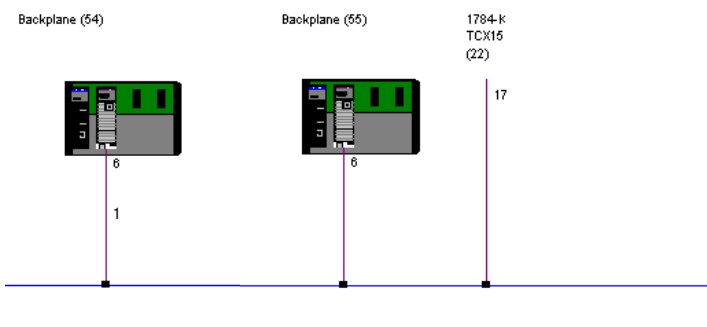 Backplane (54)
Backplane (55)
1784-K
TCX15
(22)
17
6
6
1